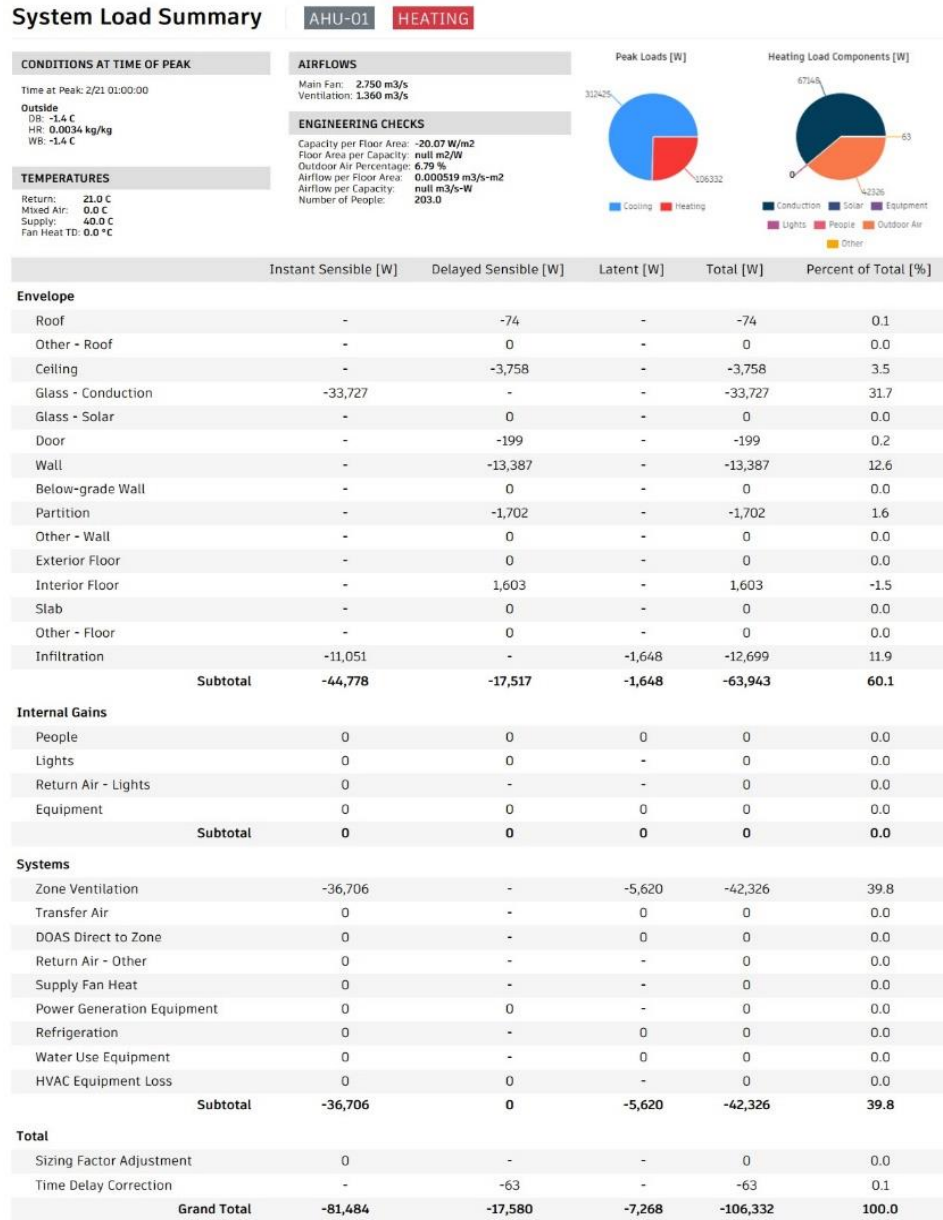 System Load Summary AHU-01 HEATING
CONDITIONS AT TIME OF PEAK
Time at Peak: 2/21 01:00:00
Outside
DB: -1.4 C
HR: 0.0034 kg/kg
WB: -1.4 C
TEMPERATURES
Return: 21.0 C
Mixed Air: 0.0 C
Supply: 40.0 C
Fan Heat TD: 0.0 °C
AIRFLOWS
Main Fan: 2.750 m3/s
Ventilation: 1.360 m3/s
ENGINEERING CHECKS
Capacity per Floor Area: -20.07 W/m2
Floor Area per Capacity: null m2/W
Outdoor Air Percentage: 6.79 %
Airflow per Floor Area: 0.000519 m3/s-m2
Airflow per Capacity: null m3/s-W
Number of People: 203.0
Peak Loads [W]
312425
106332
Cooling Heating
Heating Load Components [W]
67146
63
0
42326
Conduction Solar Equipment
Lights People Outdoor Air
Other
Instant Sensible [W] Delayed Sensible [W] Latent [W] Total [W] Percent of Total [%]
Envelope
Roof - -74 - -74 0.1
Other - Roof - 0 - 0 0.0
Ceiling - -3,758 - -3,758 3.5
Glass - Conduction -33,727 - - -33,727 31.7
Glass - Solar - 0 - 0 0.0
Door - -199 - -199 0.2
Wall - -13,387 - -13,387 12.6
Below-grade Wall - 0 - 0 0.0
Partition - -1,702 - -1,702 1.6
Other - Wall - 0 - 0 0.0
Exterior Floor - 0 - 0 0.0
Interior Floor - 1,603 - 1,603 -1.5
Slab - 0 - 0 0.0
Other - Floor - 0 - 0 0.0
Infiltration -11,051 - -1,648 -12,699 11.9
Subtotal -44,778 -17,517 -1,648 -63,943 60.1
Internal Gains
People 0 0 0 0 0.0
Lights 0 0 - 0 0.0
Return Air - Lights 0 - - 0 0.0
Equipment 0 0 0 0 0.0
Subtotal 0 0 0 0 0.0
Systems
Zone Ventilation -36,706 - -5,620 -42,326 39.8
Transfer Air 0 - 0 0 0.0
DOAS Direct to Zone 0 - 0 0 0.0
Return Air - Other 0 - - 0 0.0
Supply Fan Heat 0 - - 0 0.0
Power Generation Equipment 0 0 - 0 0.0
Refrigeration 0 - 0 0 0.0
Water Use Equipment 0 - 0 0 0.0
HVAC Equipment Loss 0 0 - 0 0.0
Subtotal -36,706 0 -5,620 -42,326 39.8
Total
Sizing Factor Adjustment 0 - - 0 0.0
Time Delay Correction - -63 - -63 0.1
Grand Total -81,484 -17,580 -7,268 -106,332 100.0